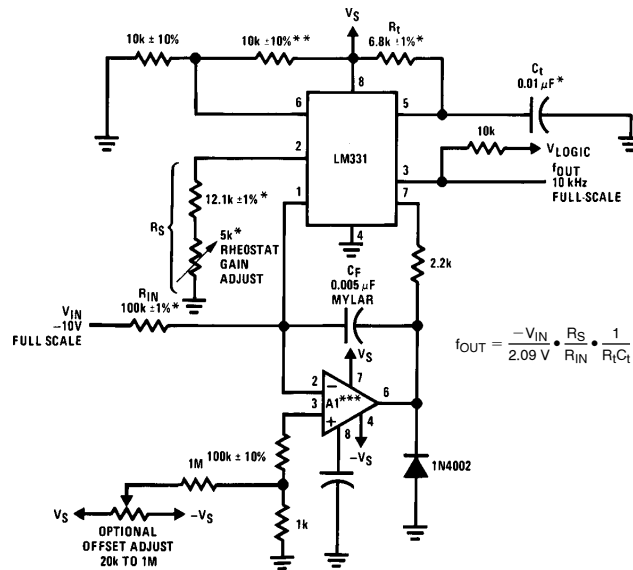 V_S
10k ± 10%
10k ±10% **
R_t
6.8k ±1%*
C_t
0.01 µF*
8
6
5
10k
V_LOGIC
2
LM331
3
f_OUT
10 kHz
FULL-SCALE
1
7
12.1k ±1% *
R_S
4
5k*
RHEOSTAT
GAIN
ADJUST
2.2k
C_F
0.005 µF
MYLAR
R_IN
100k ±1%*
V_IN
–10V
FULL SCALE
f_OUT = −V_IN / 2.09 V • R_S / R_IN • 1 / R_tC_t
V_S
7
2
−
6
A1***
3
+
4
8
−V_S
100k ± 10%
1M
1N4002
V_S
−V_S
1k
OPTIONAL
OFFSET ADJUST
20k TO 1M